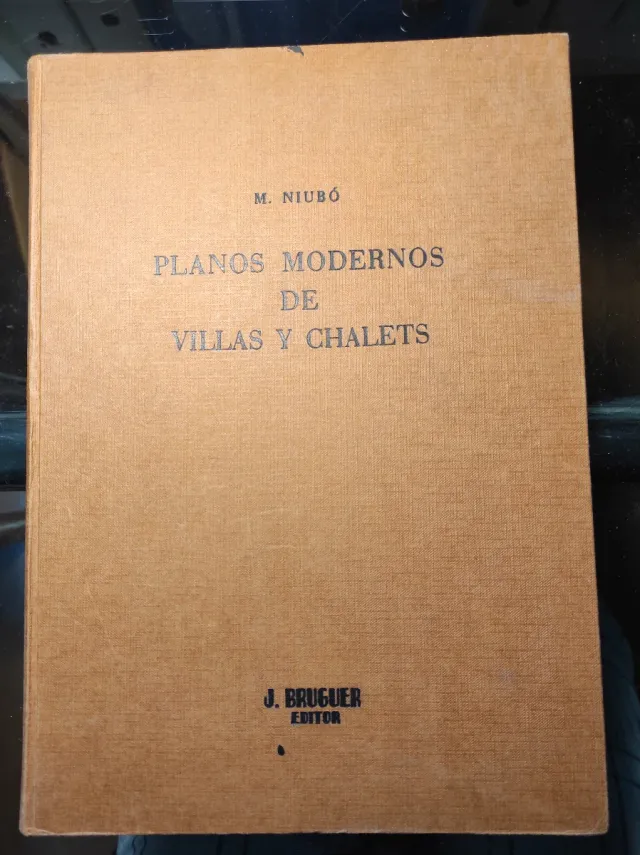 M. NIUBÓ
PLANOS MODERNOS
DE
VILLAS Y CHALETS
J. BRUGUER
EDITOR